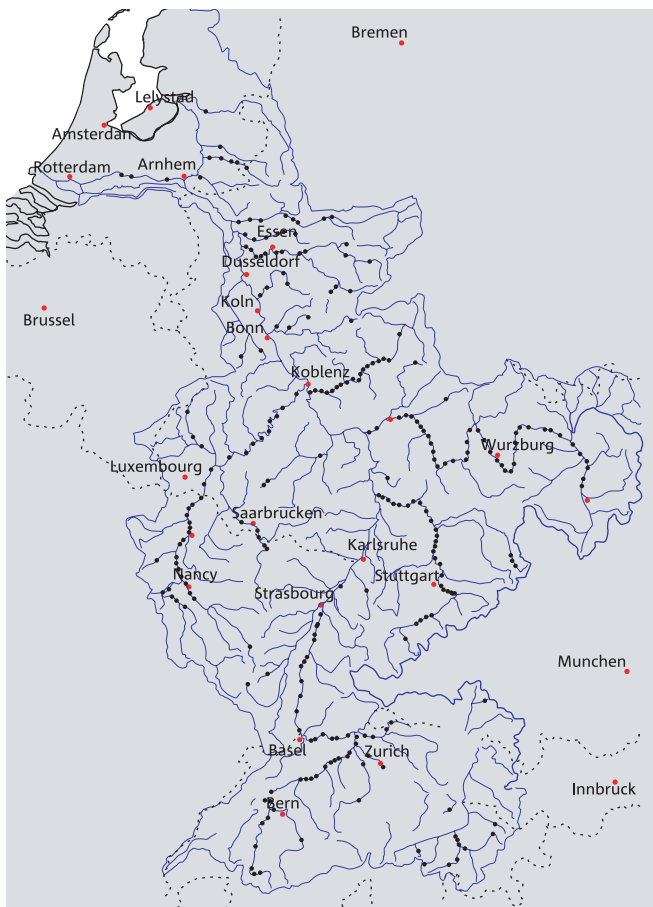 Bremen
Lelystad
Amsterdan
Rotterdam
Arnhem
Essen
Dusseldorf
Koln
Brussel
Bonn
Koblenz
Wurzburg
Luxembourg
Saarbrucken
Karlsruhe
Nancy
Stuttgart
Strasbourg
Munchen
Basel
Zurich
Innbruck
Bern